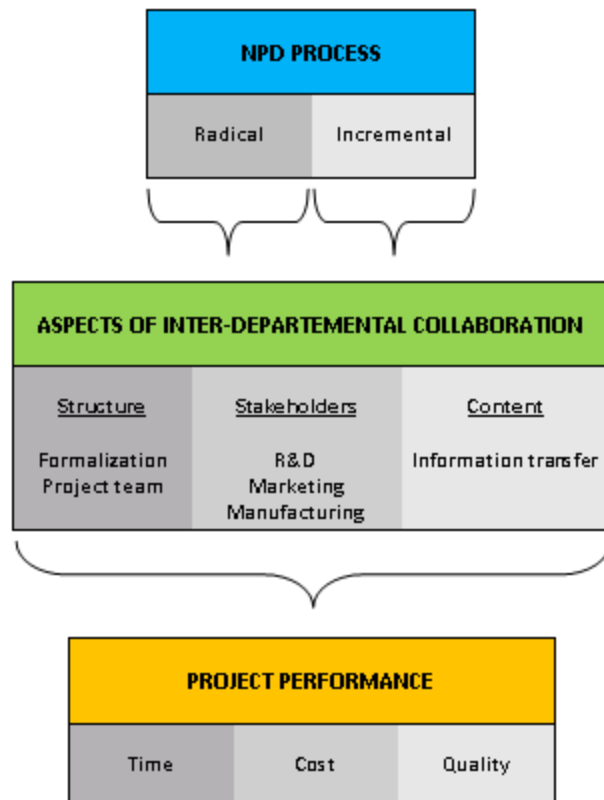 NPD PROCESS
Radical
Incremental
ASPECTS OF INTER-DEPARTEMENTAL COLLABORATION
Structure
Formalization
Project team
Stakeholders
R&D
Marketing
Manufacturing
Content
Information transfer
PROJECT PERFORMANCE
Time
Cost
Quality